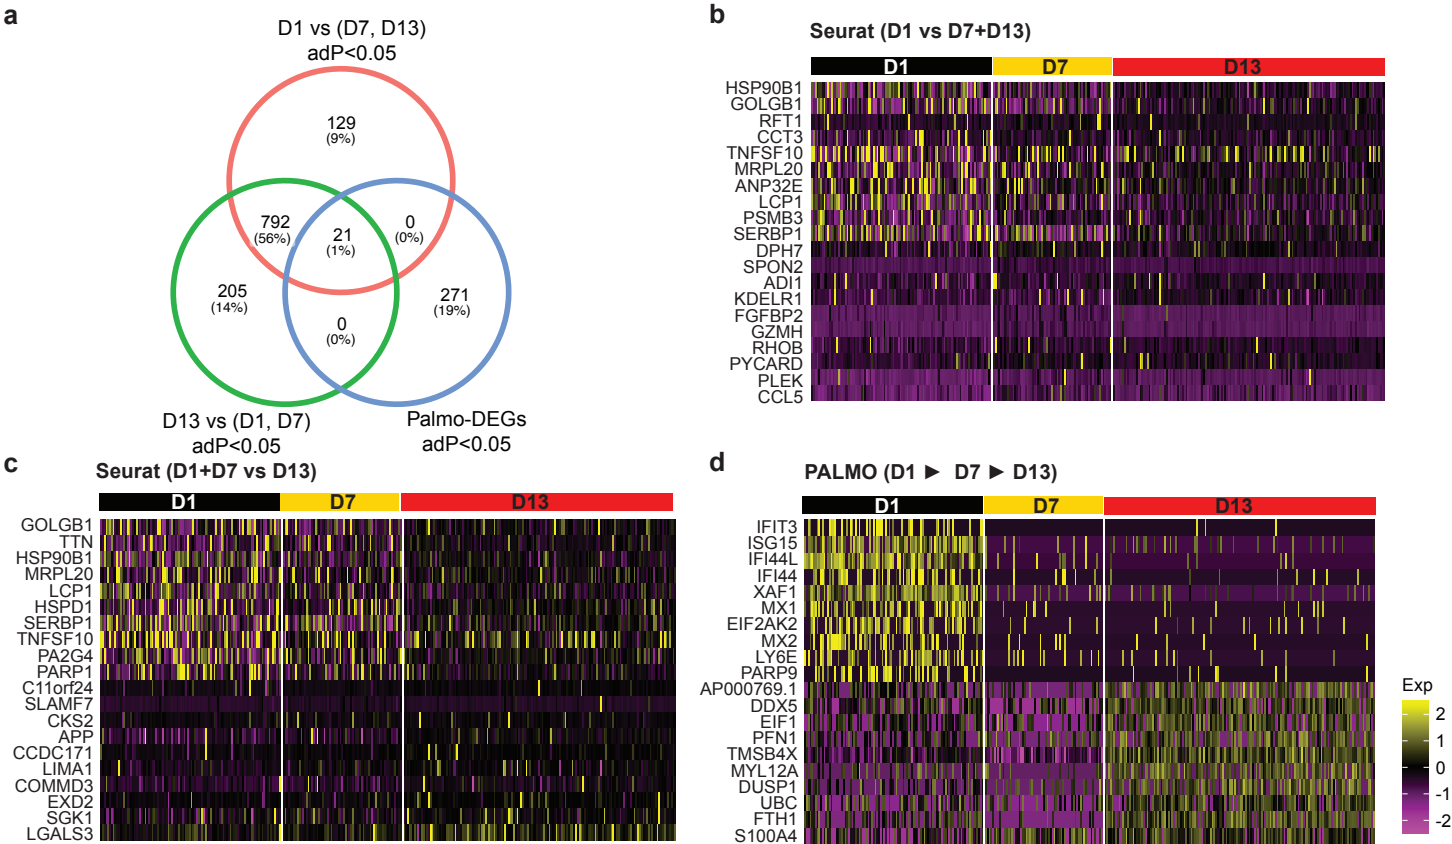 a
D1 vs (D7, D13)
adP<0.05
129
(9%)
792
(56%)
21
(1%)
0
(0%)
205
(14%)
271
(19%)
0
(0%)
D13 vs (D1, D7)
adP<0.05
Palmo-DEGs
adP<0.05
b
Seurat (D1 vs D7+D13)
D1 D7 D13
HSP90B1
GOLGB1
RFT1
CCT3
TNFSF10
MRPL20
ANP32E
LCP1
PSMB3
SERBP1
DPH7
SPON2
ADI1
KDELR1
FGFBP2
GZMH
RHOB
PYCARD
PLEK
CCL5
c
Seurat (D1+D7 vs D13)
D1 D7 D13
GOLGB1
TTN
HSP90B1
MRPL20
LCP1
HSPD1
SERBP1
TNFSF10
PA2G4
PARP1
C11orf24
SLAMF7
CKS2
APP
CCDC171
LIMA1
COMMD3
EXD2
SGK1
LGALS3
d
PALMO (D1 ► D7 ► D13)
D1 D7 D13
IFIT3
ISG15
IFI44L
IFI44
XAF1
MX1
EIF2AK2
MX2
LY6E
PARP9
AP000769.1
DDX5
EIF1
PFN1
TMSB4X
MYL12A
DUSP1
UBC
FTH1
S100A4
Exp
2
1
0
-1
-2